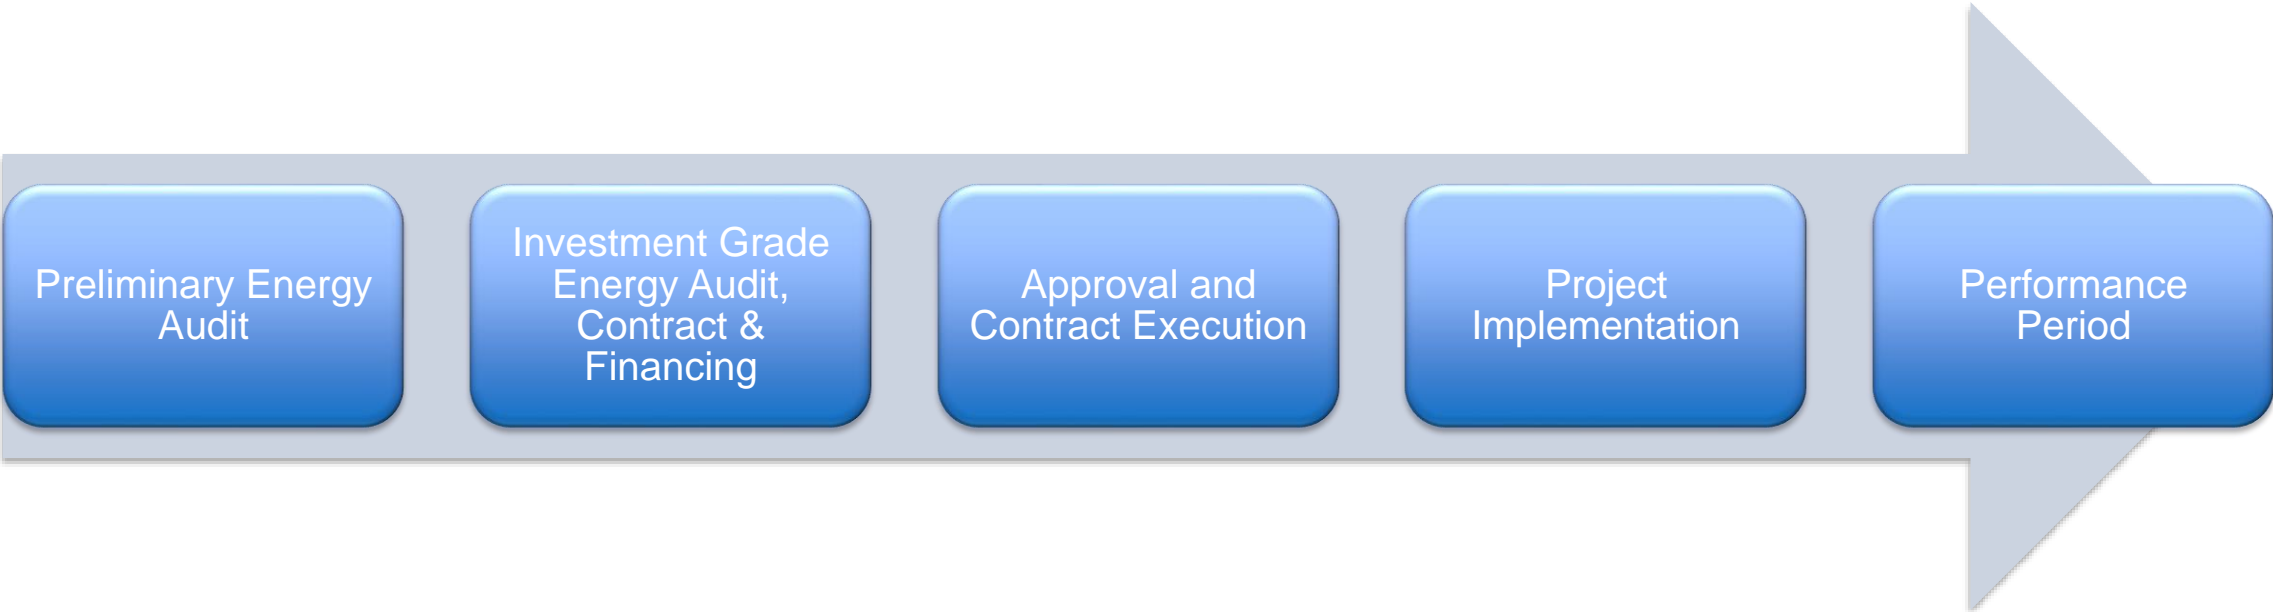 Preliminary Energy
Audit
Investment Grade
Energy Audit,
Contract &
Financing
Approval and
Contract Execution
Project
Implementation
Performance
Period